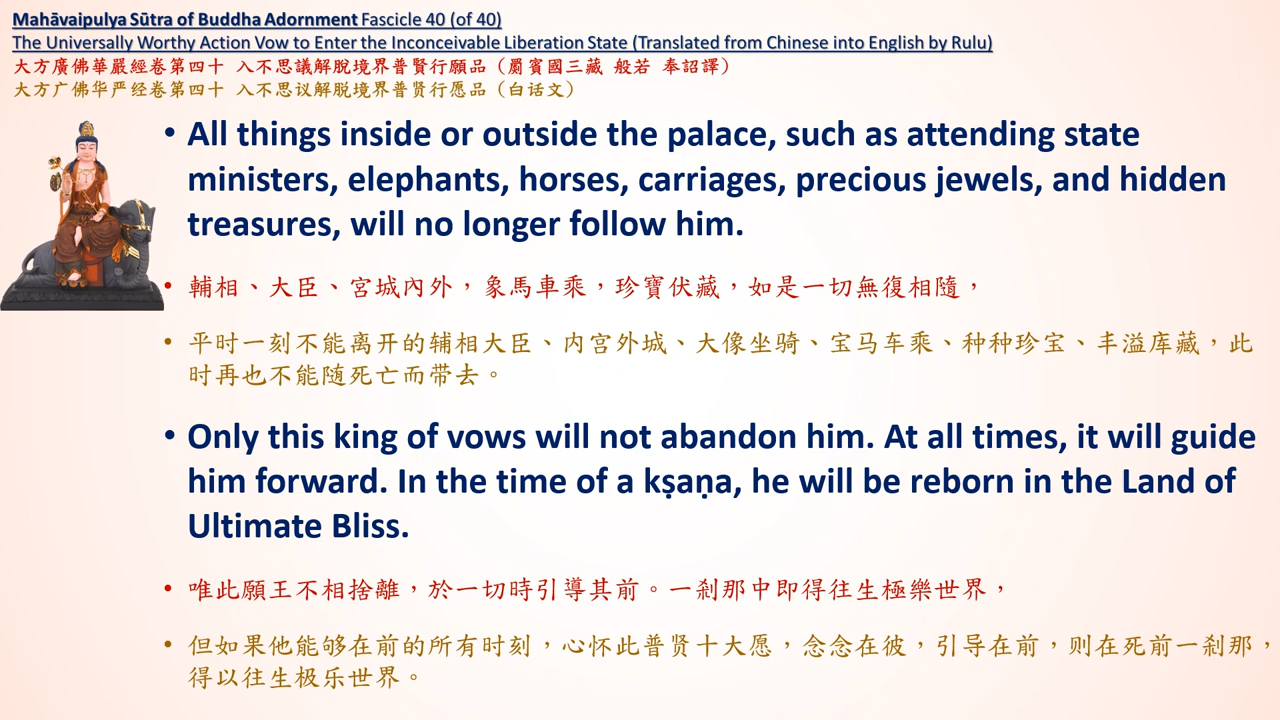 Mahāvaipulya Sūtra of Buddha Adornment Fascicle 40 (of 40)
The Universally Worthy Action Vow to Enter the Inconceivable Liberation State (Translated from Chinese into English by Rulu)
大方廣佛華嚴經卷第四十 入不思議解脫境界普賢行願品（罽賓國三藏 般若 奉詔譯）
大方广佛华严经卷第四十 入不思议解脱境界普贤行愿品（白话文）
• All things inside or outside the palace, such as attending state
ministers, elephants, horses, carriages, precious jewels, and hidden
treasures, will no longer follow him.
• 輔相、大臣、宮城內外，象馬車乘，珍寶伏藏，如是一切無復相隨，
• 平时一刻不能离开的辅相大臣、内宫外城、大像坐骑、宝马车乘、种种珍宝、丰溢库藏，此
时再也不能随死亡而带去。
• Only this king of vows will not abandon him. At all times, it will guide
him forward. In the time of a kṣaṇa, he will be reborn in the Land of
Ultimate Bliss.
• 唯此願王不相捨離，於一切時引導其前。一剎那中即得往生極樂世界，
• 但如果他能够在前的所有时刻，心怀此普贤十大愿，念念在彼，引导在前，则在死前一刹那，
得以往生极乐世界。